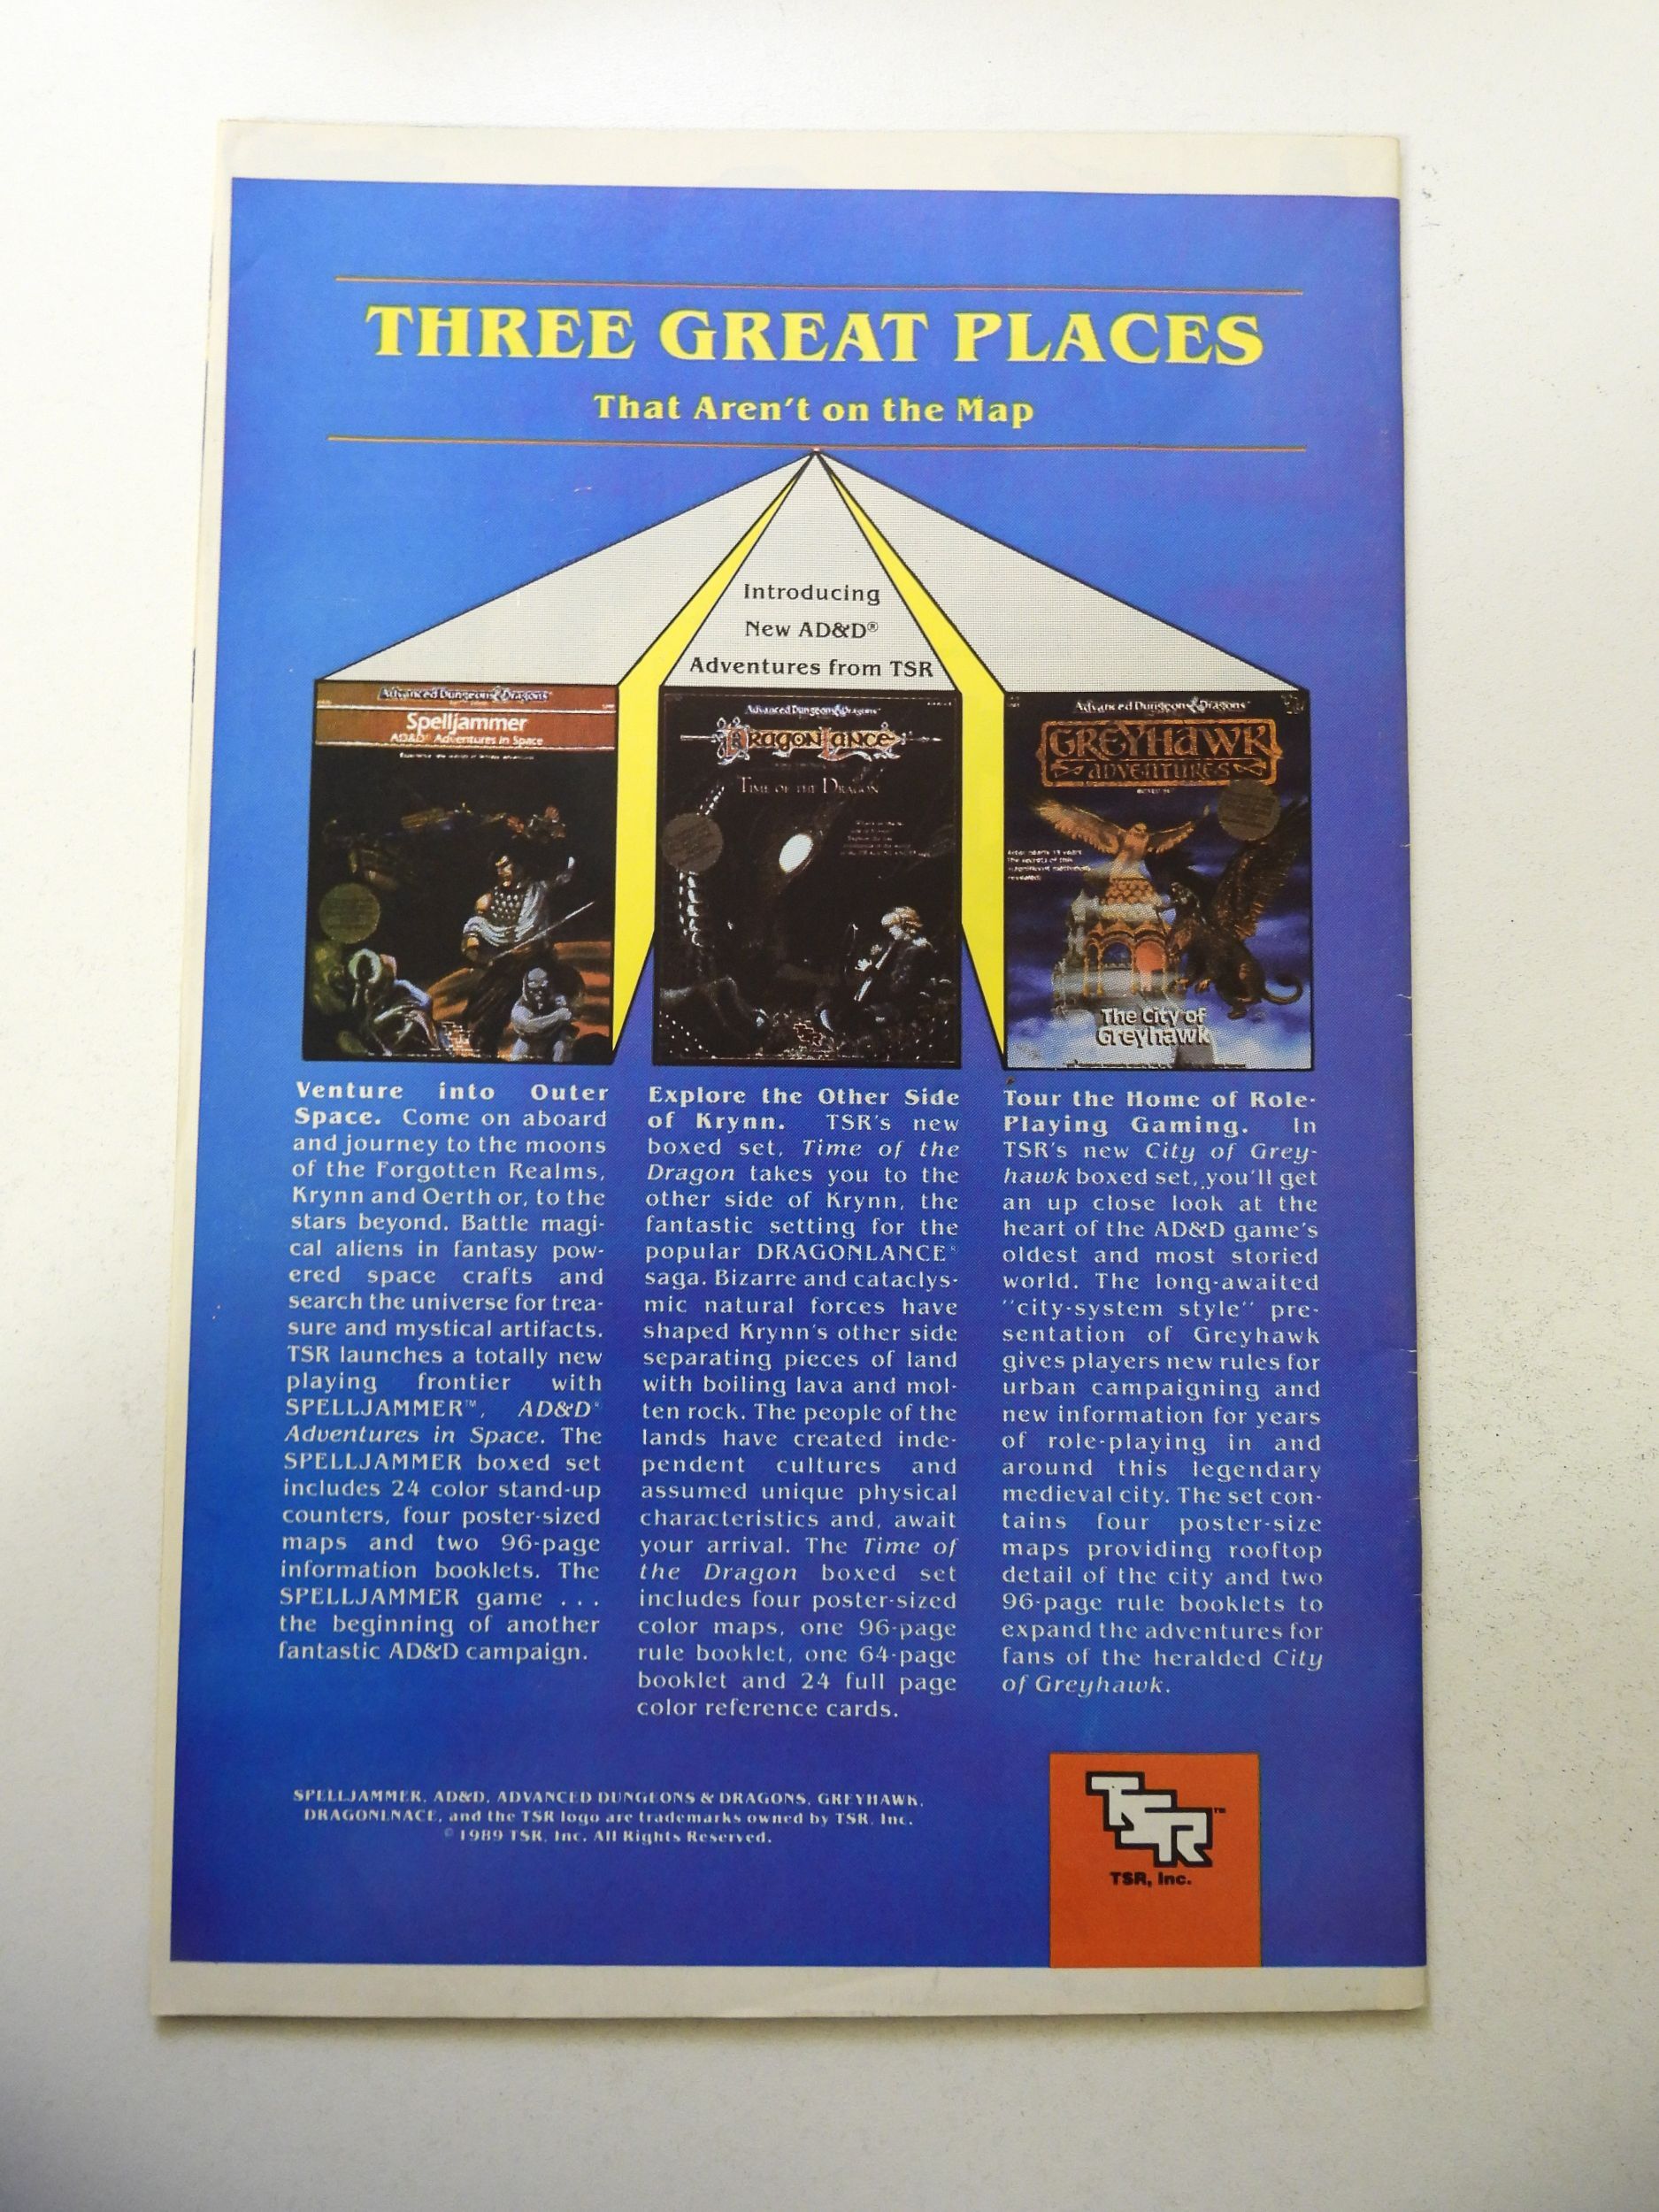 THREE GREAT PLACES
That Aren't on the Map
Introducing
New AD&D®
Adventures from TSR
Advanced Dungeons & Dragons™
Spelljammer
AD&D® Adventures in Space
Advanced Dungeons & Dragons™
DRAGONLANCE
TIME OF THE DRAGON
Advanced Dungeons & Dragons™
GREYHAWK
ADVENTURES
The City of
Greyhawk
Venture into Outer
Space. Come on aboard
and journey to the moons
of the Forgotten Realms,
Krynn and Oerth or, to the
stars beyond. Battle magi-
cal aliens in fantasy pow-
ered space crafts and
search the universe for trea-
sure and mystical artifacts.
TSR launches a totally new
playing frontier with
SPELLJAMMER™, AD&D®
Adventures in Space. The
SPELLJAMMER boxed set
includes 24 color stand-up
counters, four poster-sized
maps and two 96-page
information booklets. The
SPELLJAMMER game . . .
the beginning of another
fantastic AD&D campaign.
Explore the Other Side
of Krynn. TSR's new
boxed set, Time of the
Dragon takes you to the
other side of Krynn, the
fantastic setting for the
popular DRAGONLANCE®
saga. Bizarre and cataclys-
mic natural forces have
shaped Krynn's other side
separating pieces of land
with boiling lava and mol-
ten rock. The people of the
lands have created inde-
pendent cultures and
assumed unique physical
characteristics and, await
your arrival. The Time of
the Dragon boxed set
includes four poster-sized
color maps, one 96-page
rule booklet, one 64-page
booklet and 24 full page
color reference cards.
Tour the Home of Role-
Playing Gaming. In
TSR's new City of Grey-
hawk boxed set, you'll get
an up close look at the
heart of the AD&D game's
oldest and most storied
world. The long-awaited
"city-system style" pre-
sentation of Greyhawk
gives players new rules for
urban campaigning and
new information for years
of role-playing in and
around this legendary
medieval city. The set con-
tains four poster-size
maps providing rooftop
detail of the city and two
96-page rule booklets to
expand the adventures for
fans of the heralded City
of Greyhawk.
SPELLJAMMER, AD&D, ADVANCED DUNGEONS & DRAGONS, GREYHAWK,
DRAGONLNACE, and the TSR logo are trademarks owned by TSR, Inc.
© 1989 TSR, Inc. All Rights Reserved.
TSR™
TSR, Inc.